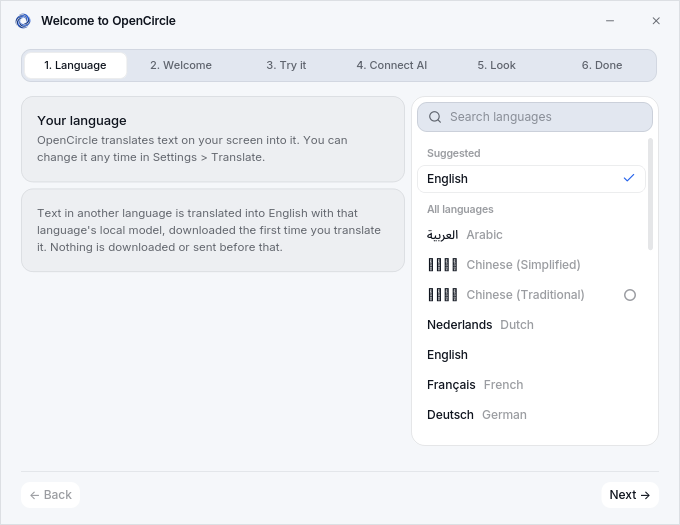 Welcome to OpenCircle
1. Language
2. Welcome
3. Try it
4. Connect AI
5. Look
6. Done
Your language
OpenCircle translates text on your screen into it. You can
change it any time in Settings > Translate.
Text in another language is translated into English with that
language's local model, downloaded the first time you translate
it. Nothing is downloaded or sent before that.
Search languages
Suggested
English
All languages
العربية Arabic
Chinese (Simplified)
Chinese (Traditional)
Nederlands Dutch
English
Français French
Deutsch German
← Back
Next →